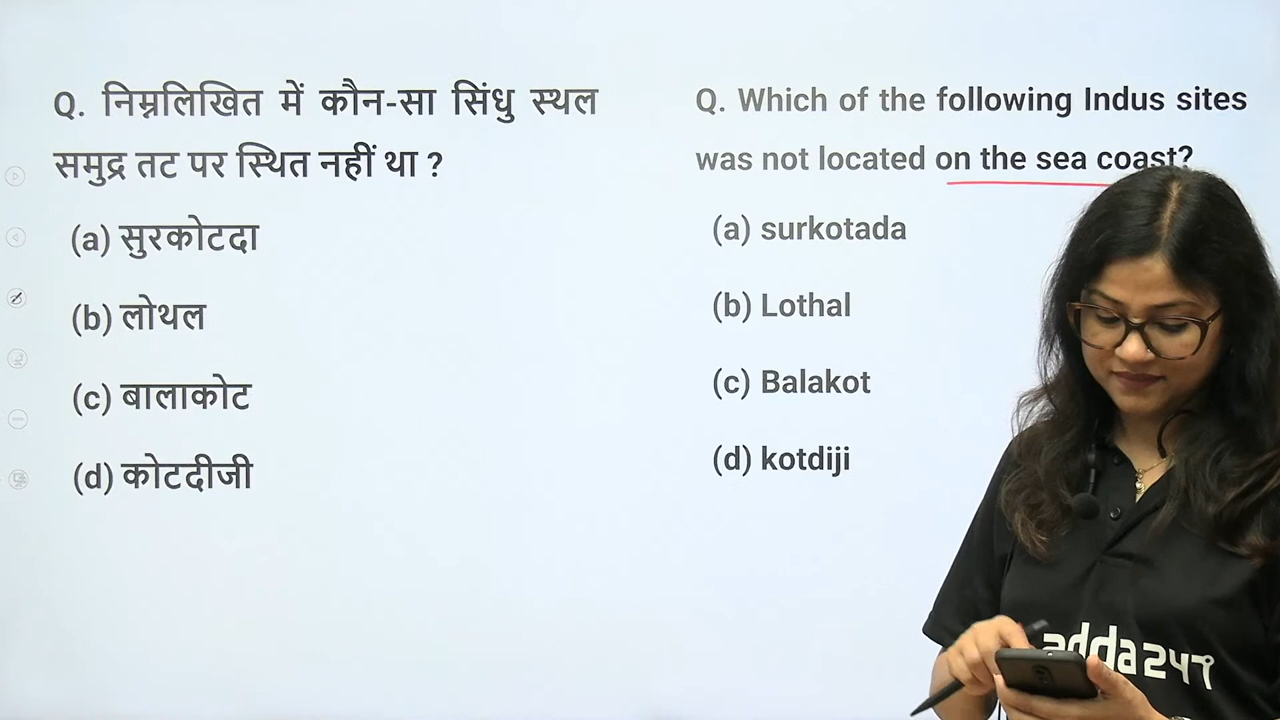 Q. निम्नलिखित में कौन-सा सिंधु स्थल
समुद्र तट पर स्थित नहीं था ?
(a) सुरकोटदा
(b) लोथल
(c) बालाकोट
(d) कोटदीजी
Q. Which of the following Indus sites
was not located on the sea coast?
(a) surkotada
(b) Lothal
(c) Balakot
(d) kotdiji
adda247